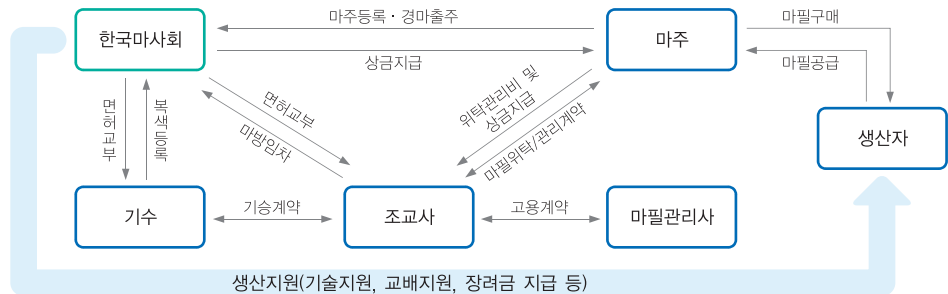 마주등록·경마출주
마필구매
한국마사회
마주
상금지급
마필공급
면허교부
복색등록
면허교부
마방임차
위탁관리비 및
상금지급
마필위탁/관리계약
생산자
기수
기승계약
조교사
고용계약
마필관리사
생산지원(기술지원, 교배지원, 장려금 지급 등)